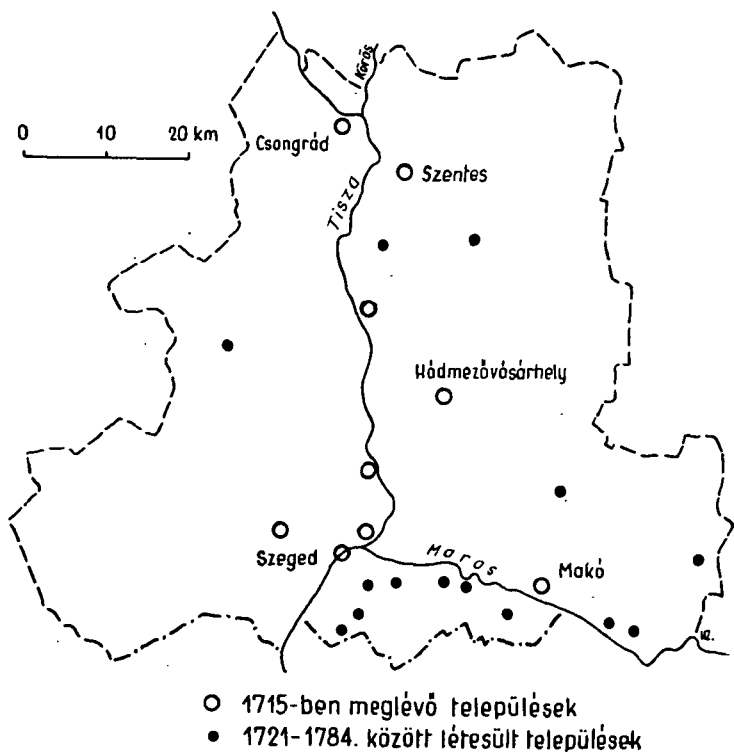 Körös
0 10 20 km
Csongrád
Szentes
Tisza
Hódmezővásárhely
Szeged
Maros
Makó
1715-ben meglévő települések
1721-1784. között létesült települések